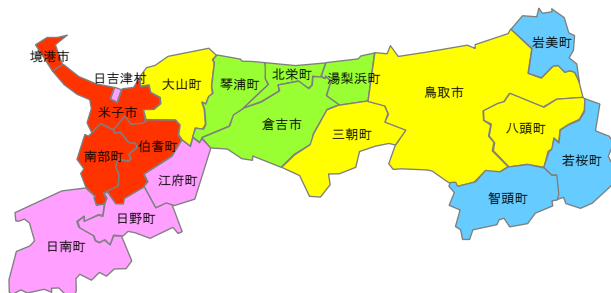 境港市
日吉津村
米子市
大山町
琴浦町
北栄町
湯梨浜町
鳥取市
岩美町
倉吉市
三朝町
八頭町
若桜町
智頭町
南部町
伯耆町
江府町
日野町
日南町